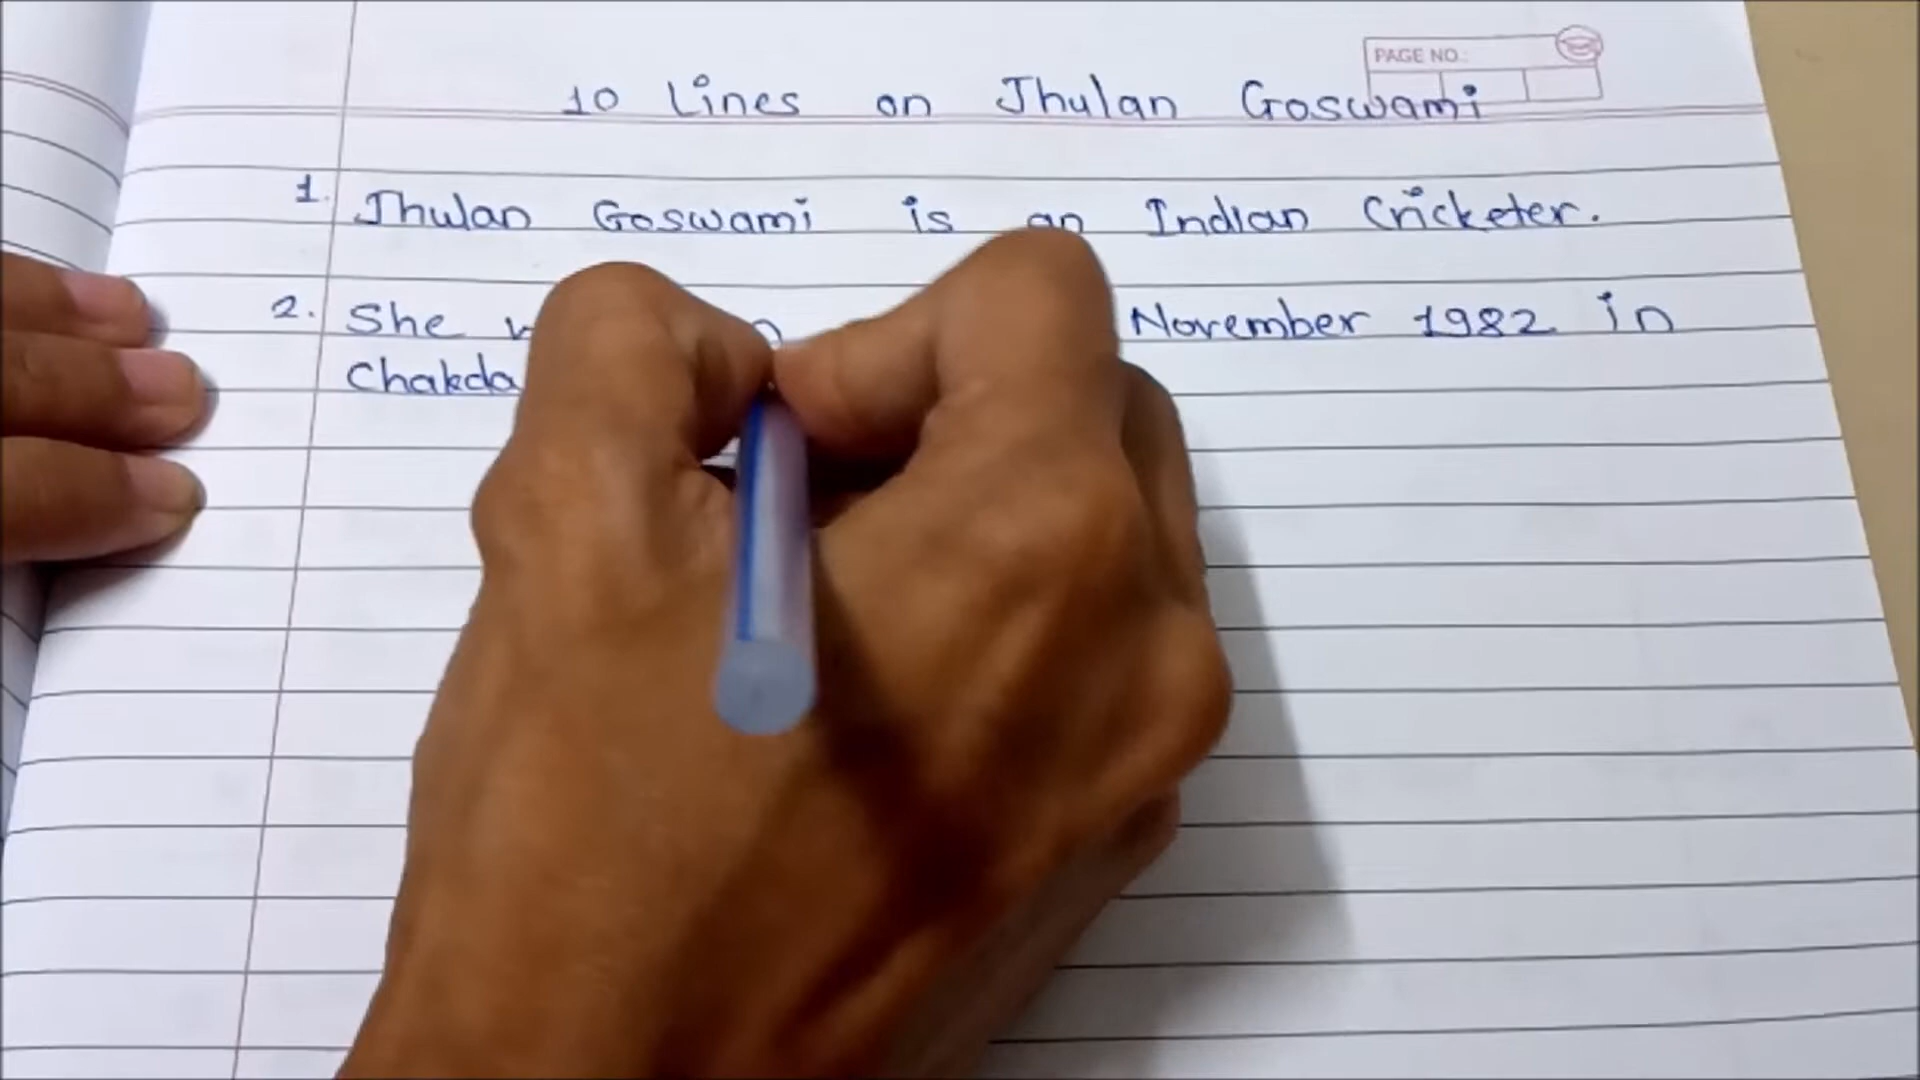 PAGE NO.:
10 Lines on Jhulan Goswami
1. Jhulan Goswami is an Indian Cricketer.
2. She November 1982 in
Chakda